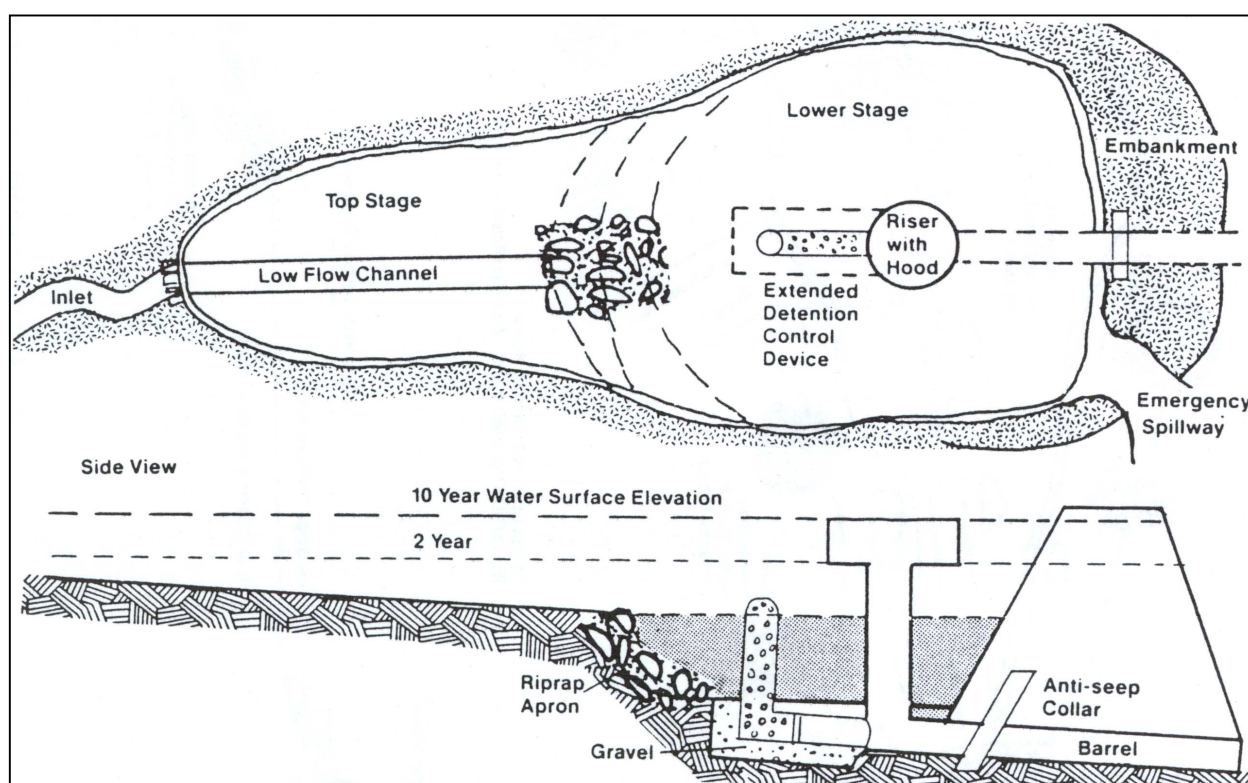 Lower Stage
Embankment
Top Stage
Riser
with
Hood
Low Flow Channel
Inlet
Extended
Detention
Control
Device
Emergency
Spillway
Side View
10 Year Water Surface Elevation
2 Year
Riprap
Apron
Anti-seep
Collar
Gravel
Barrel